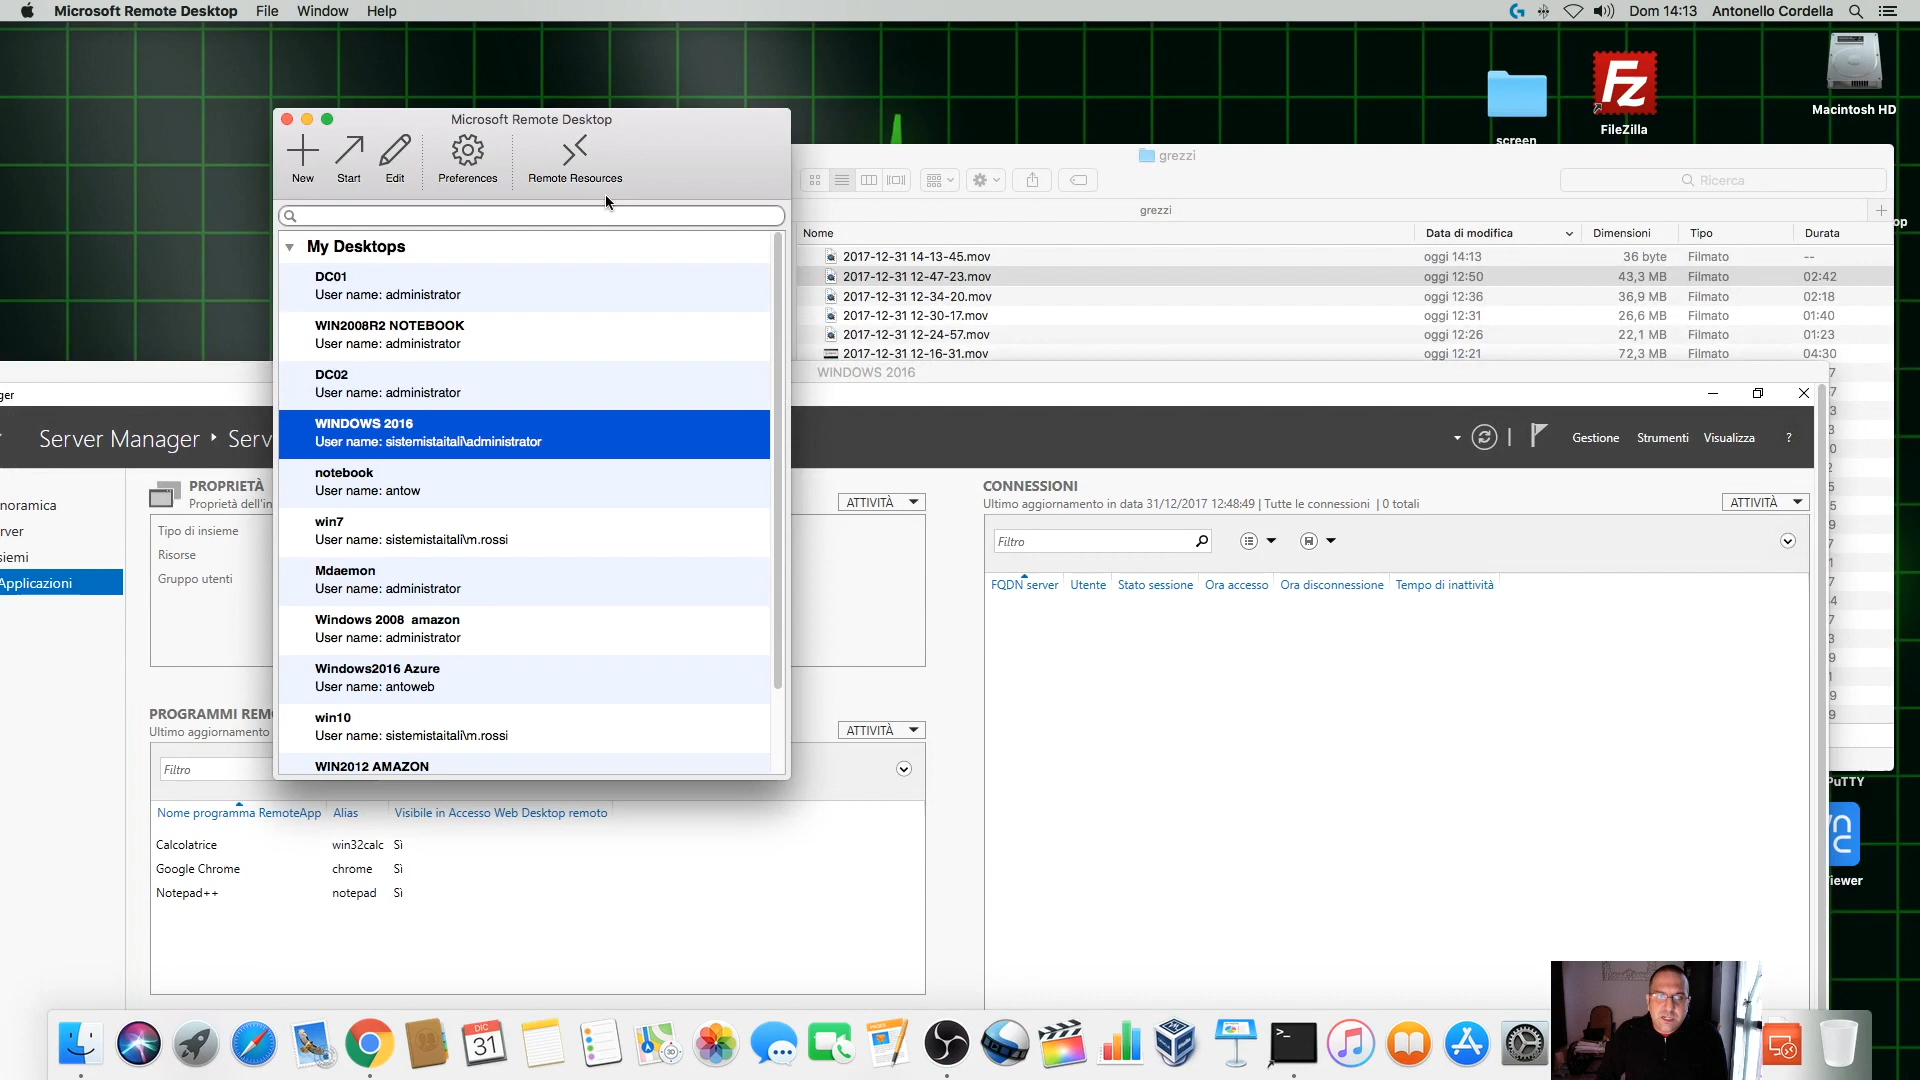 Microsoft Remote Desktop File Window Help
Dom 14:13 Antonello Cordella
Macintosh HD
FileZilla
screen
Microsoft Remote Desktop
New Start Edit Preferences Remote Resources
My Desktops
DC01
User name: administrator
WIN2008R2 NOTEBOOK
User name: administrator
DC02
User name: administrator
WINDOWS 2016
User name: sistemistaitali\administrator
notebook
User name: antow
win7
User name: sistemistaitali\m.rossi
Mdaemon
User name: administrator
Windows 2008 amazon
User name: administrator
Windows2016 Azure
User name: antoweb
win10
User name: sistemistaitali\m.rossi
WIN2012 AMAZON
grezzi
Ricerca
grezzi
Nome Data di modifica Dimensioni Tipo Durata
2017-12-31 14-13-45.mov oggi 14:13 36 byte Filmato --
2017-12-31 12-47-23.mov oggi 12:50 43,3 MB Filmato 02:42
2017-12-31 12-34-20.mov oggi 12:36 36,9 MB Filmato 02:18
2017-12-31 12-30-17.mov oggi 12:31 26,6 MB Filmato 01:40
2017-12-31 12-24-57.mov oggi 12:26 22,1 MB Filmato 01:23
2017-12-31 12-16-31.mov oggi 12:21 72,3 MB Filmato 04:30
WINDOWS 2016
ger
Server Manager Serv
Gestione Strumenti Visualizza ?
noramica
rver
siemi
Applicazioni
PROPRIETÀ
Proprietà dell'in
ATTIVITÀ
Tipo di insieme
Risorse
Gruppo utenti
CONNESSIONI
Ultimo aggiornamento in data 31/12/2017 12:48:49 | Tutte le connessioni | 0 totali
ATTIVITÀ
Filtro
FQDN server Utente Stato sessione Ora accesso Ora disconnessione Tempo di inattività
PROGRAMMI REM
Ultimo aggiornamento
ATTIVITÀ
Filtro
Nome programma RemoteApp Alias Visibile in Accesso Web Desktop remoto
Calcolatrice win32calc Sì
Google Chrome chrome Sì
Notepad++ notepad Sì
op
PuTTY
iewer
DIC
31